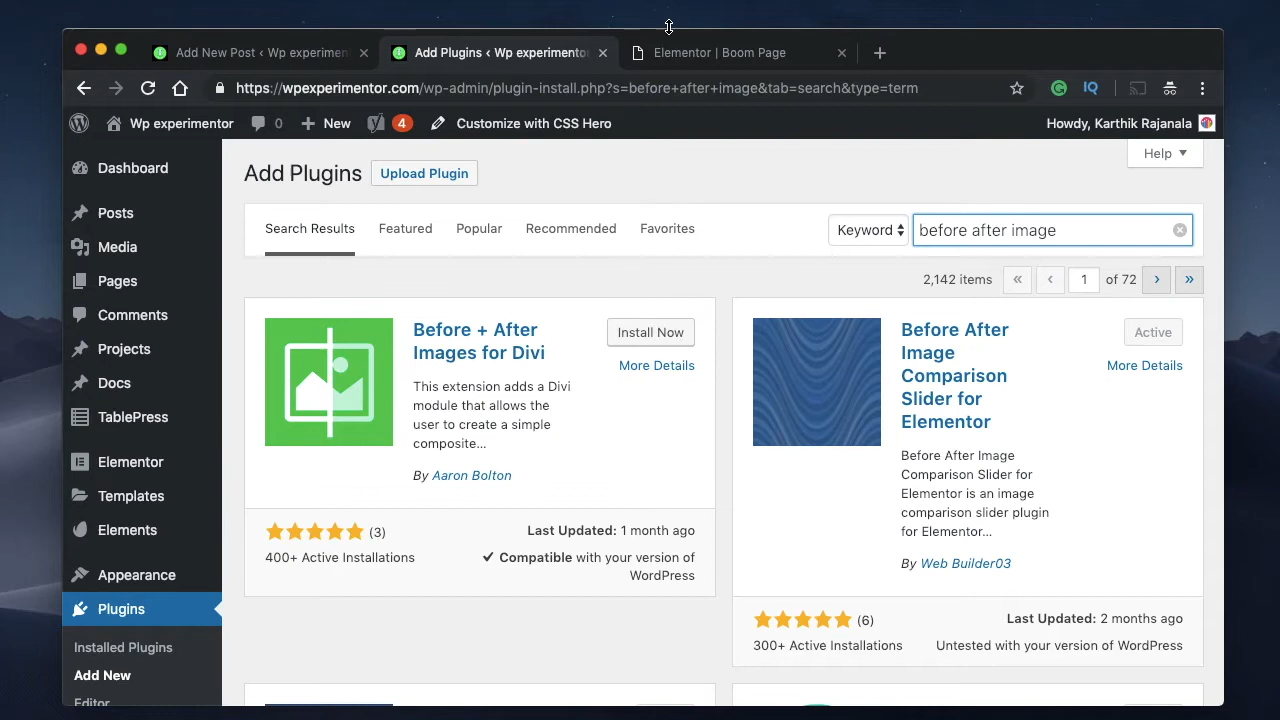 Add New Post ‹ Wp experiment
Add Plugins ‹ Wp experimento
Elementor | Boom Page
https://wpexperimentor.com/wp-admin/plugin-install.php?s=before+after+image&tab=search&type=term
IQ
Wp experimentor
0
New
4
Customize with CSS Hero
Howdy, Karthik Rajanala
Dashboard
Posts
Media
Pages
Comments
Projects
Docs
TablePress
Elementor
Templates
Elements
Appearance
Plugins
Installed Plugins
Add New
Editor
Help
Add Plugins
Upload Plugin
Search Results
Featured
Popular
Recommended
Favorites
Keyword
before after image
2,142 items
«
‹
1
of 72
›
»
Before + After
Images for Divi
Install Now
More Details
This extension adds a Divi
module that allows the
user to create a simple
composite...
By Aaron Bolton
(3)
400+ Active Installations
Last Updated: 1 month ago
Compatible with your version of
WordPress
Before After
Image
Comparison
Slider for
Elementor
Active
More Details
Before After Image
Comparison Slider for
Elementor is an image
comparison slider plugin
for Elementor...
By Web Builder03
(6)
300+ Active Installations
Last Updated: 2 months ago
Untested with your version of WordPress